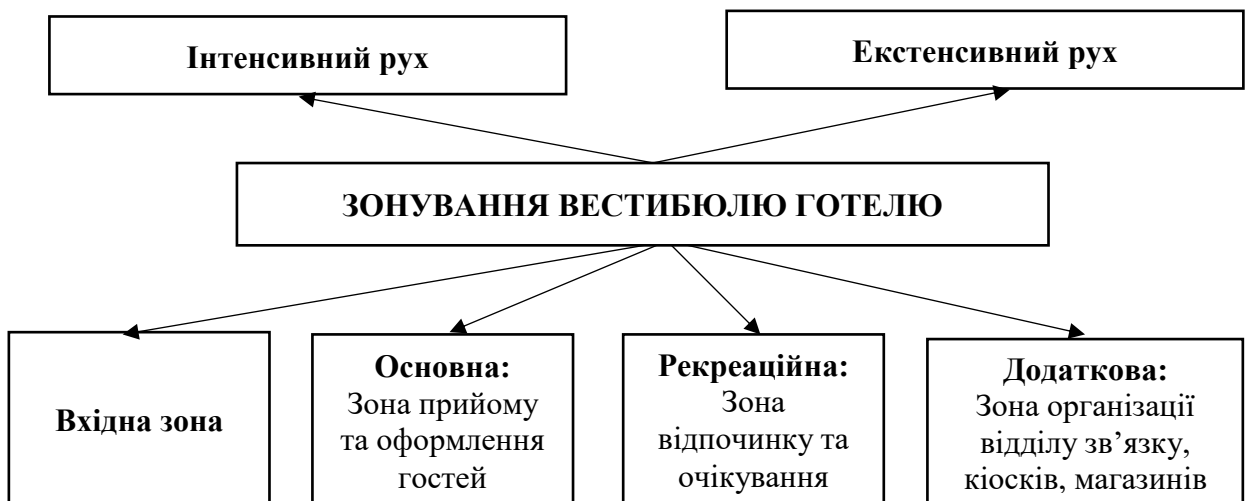 Інтенсивний рух
Екстенсивний рух
ЗОНУВАННЯ ВЕСТИБЮЛЮ ГОТЕЛЮ
Вхідна зона
Основна:
Зона прийому
та оформлення
гостей
Рекреаційна:
Зона
відпочинку та
очікування
Додаткова:
Зона організації
відділу зв’язку,
кіосків, магазинів